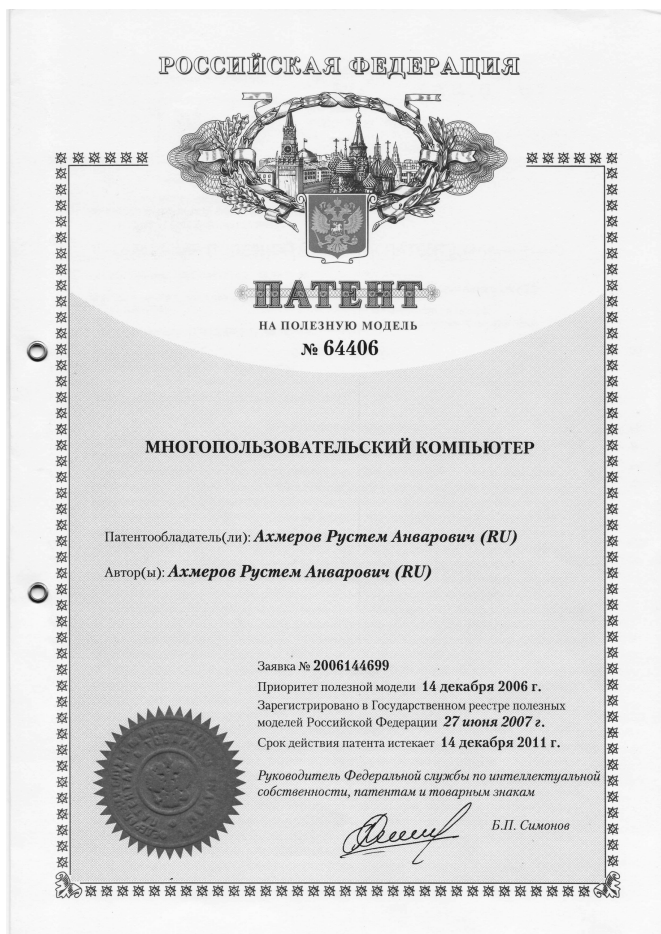 РОССИЙСКАЯ ФЕДЕРАЦИЯ
ПАТЕНТ
НА ПОЛЕЗНУЮ МОДЕЛЬ
№ 64406
МНОГОПОЛЬЗОВАТЕЛЬСКИЙ КОМПЬЮТЕР
Патентообладатель(ли): Ахмеров Рустем Анварович (RU)
Автор(ы): Ахмеров Рустем Анварович (RU)
Заявка № 2006144699
Приоритет полезной модели 14 декабря 2006 г.
Зарегистрировано в Государственном реестре полезных
моделей Российской Федерации 27 июня 2007 г.
Срок действия патента истекает 14 декабря 2011 г.
Руководитель Федеральной службы по интеллектуальной
собственности, патентам и товарным знакам
Б.П. Симонов